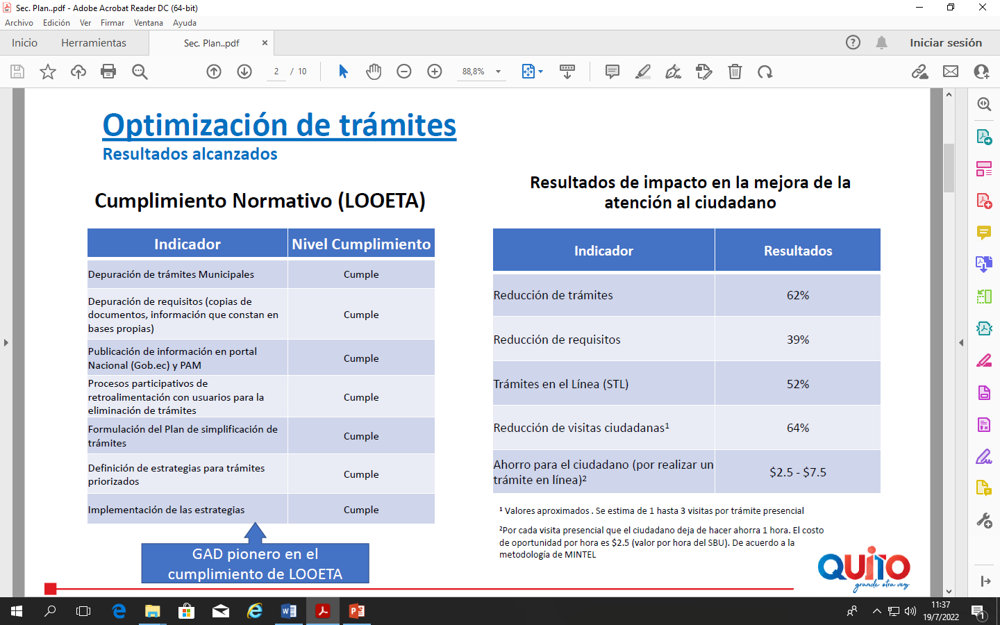 Sec. Plan..pdf - Adobe Acrobat Reader DC (64-bit)
Archivo Edición Ver Firmar Ventana Ayuda
Inicio Herramientas Sec. Plan..pdf × Iniciar sesión
2 / 10 88,8%
Optimización de trámites
Resultados alcanzados
Cumplimiento Normativo (LOOETA)
Indicador Nivel Cumplimiento
Depuración de trámites Municipales Cumple
Depuración de requisitos (copias de
documentos, información que constan en Cumple
bases propias)
Publicación de información en portal
Nacional (Gob.ec) y PAM Cumple
Procesos participativos de
retroalimentación con usuarios para la Cumple
eliminación de trámites
Formulación del Plan de simplificación de
trámites Cumple
Definición de estrategias para trámites
priorizados Cumple
Implementación de las estrategias Cumple
GAD pionero en el
cumplimiento de LOOETA
Resultados de impacto en la mejora de la
atención al ciudadano
Indicador Resultados
Reducción de trámites 62%
Reducción de requisitos 39%
Trámites en el Línea (STL) 52%
Reducción de visitas ciudadanas¹ 64%
Ahorro para el ciudadano (por realizar un
trámite en línea)² $2.5 - $7.5
¹ Valores aproximados . Se estima de 1 hasta 3 visitas por trámite presencial
²Por cada visita presencial que el ciudadano deja de hacer ahorra 1 hora. El costo
de oportunidad por hora es $2.5 (valor por hora del SBU). De acuerdo a la
metodología de MINTEL
QUITO
grande otra vez
11:37
19/7/2022
1